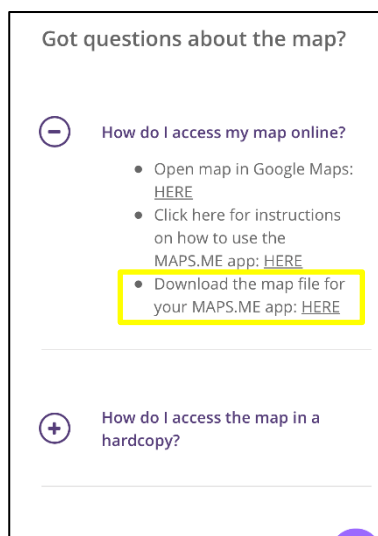 Got questions about the map?
How do I access my map online?
Open map in Google Maps:
HERE
Click here for instructions
on how to use the
MAPS.ME app: HERE
Download the map file for
your MAPS.ME app: HERE
How do I access the map in a
hardcopy?